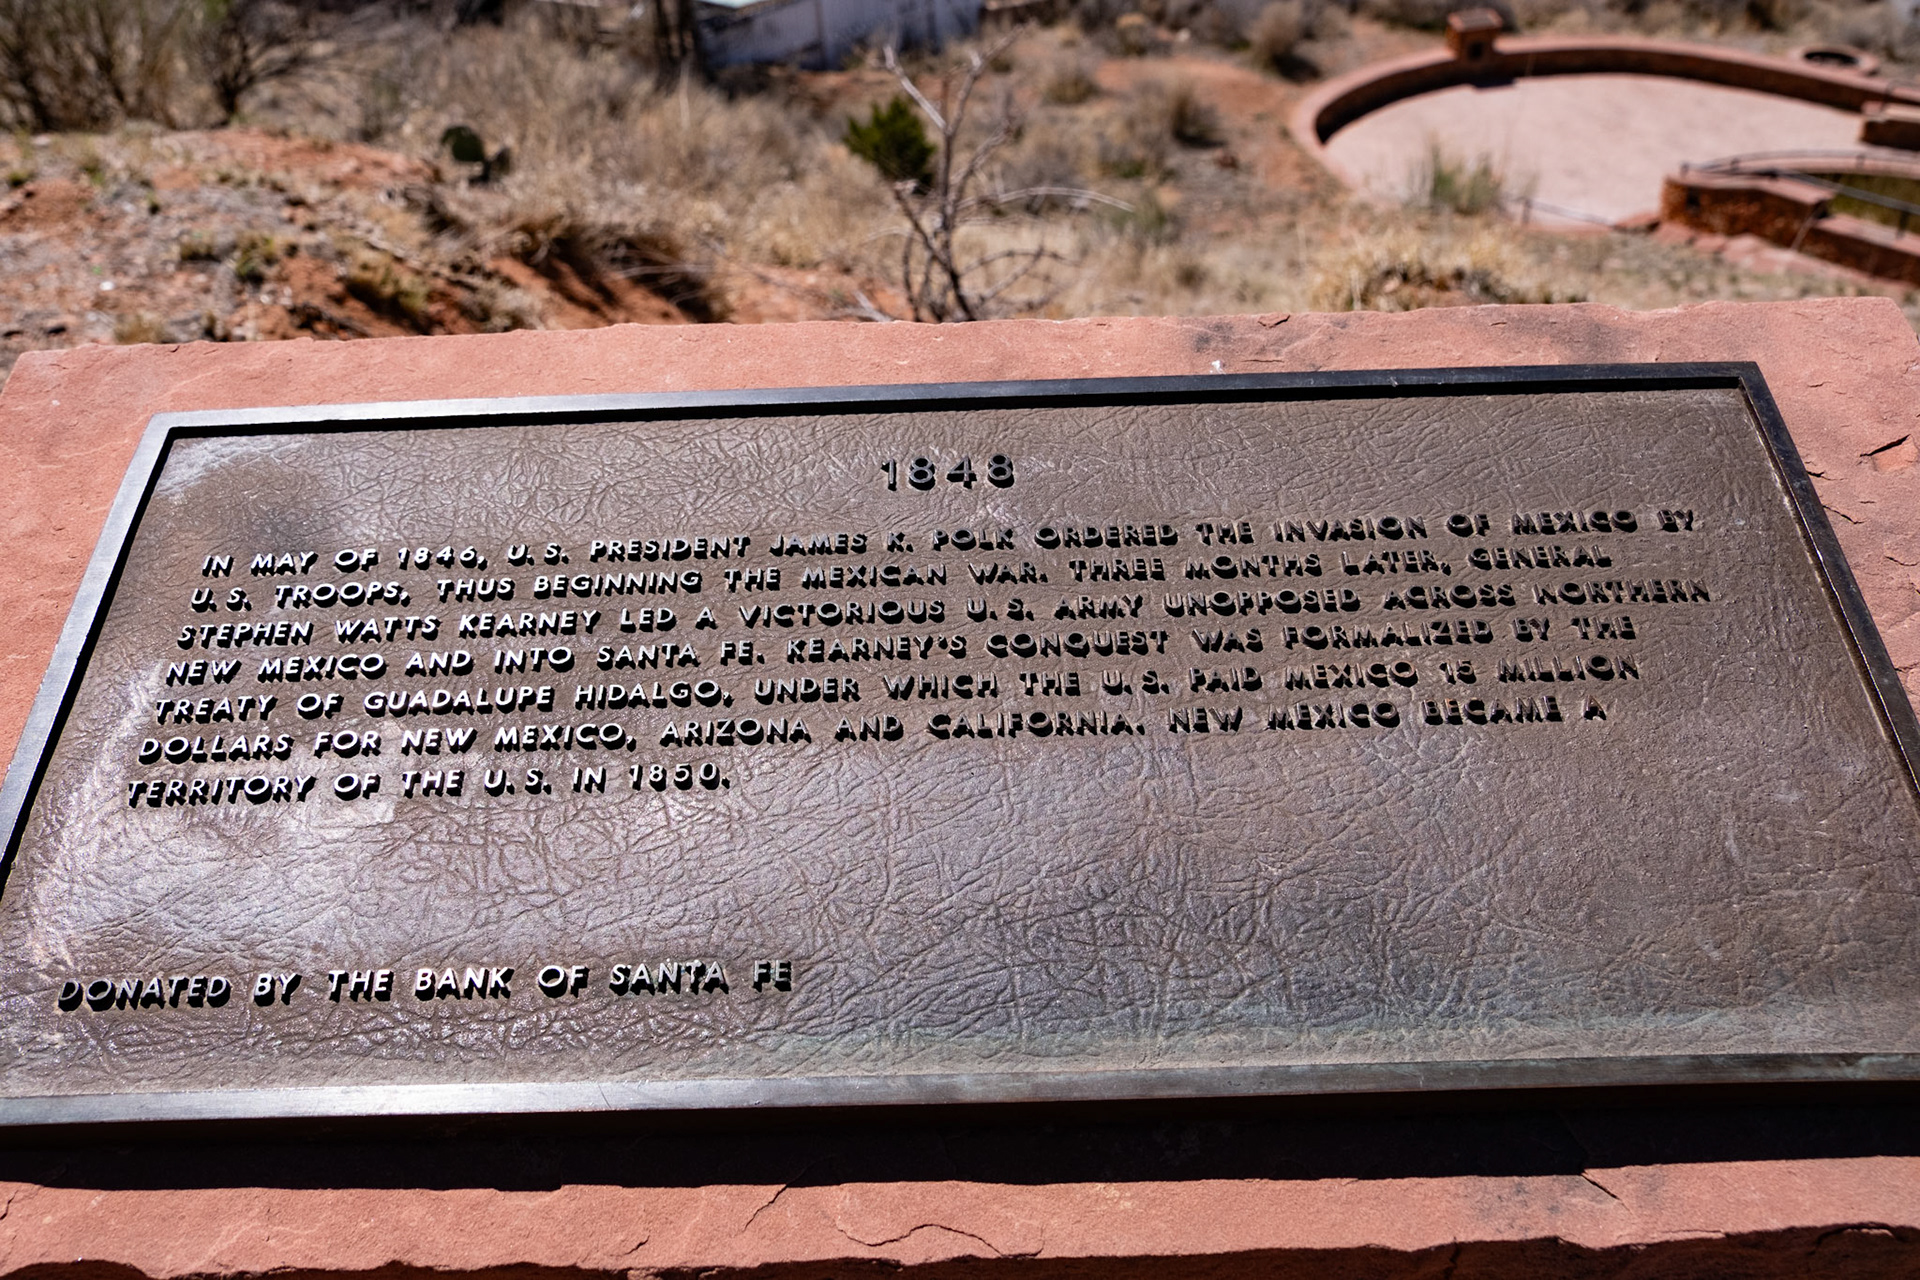 1848
IN MAY OF 1846, U.S. PRESIDENT JAMES K. POLK ORDERED THE INVASION OF MEXICO BY
U.S. TROOPS, THUS BEGINNING THE MEXICAN WAR. THREE MONTHS LATER, GENERAL
STEPHEN WATTS KEARNEY LED A VICTORIOUS U.S. ARMY UNOPPOSED ACROSS NORTHERN
NEW MEXICO AND INTO SANTA FE. KEARNEY'S CONQUEST WAS FORMALIZED BY THE
TREATY OF GUADALUPE HIDALGO, UNDER WHICH THE U.S. PAID MEXICO 15 MILLION
DOLLARS FOR NEW MEXICO, ARIZONA AND CALIFORNIA. NEW MEXICO BECAME A
TERRITORY OF THE U.S. IN 1850.
DONATED BY THE BANK OF SANTA FE